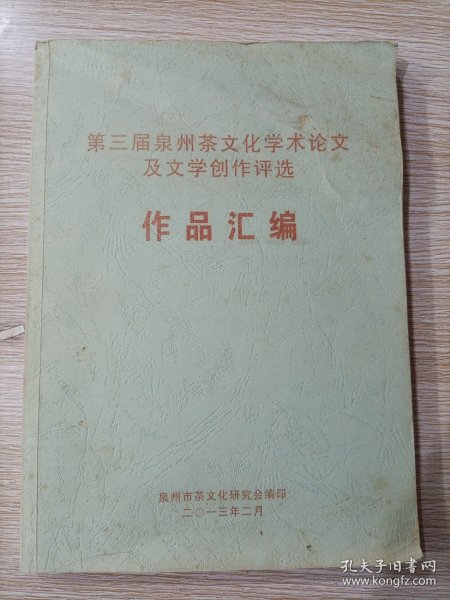 第三届泉州茶文化学术论文
及文学创作评选
作品汇编
泉州市茶文化研究会编印
二〇一三年二月
孔夫子旧书网
www.kongfz.com